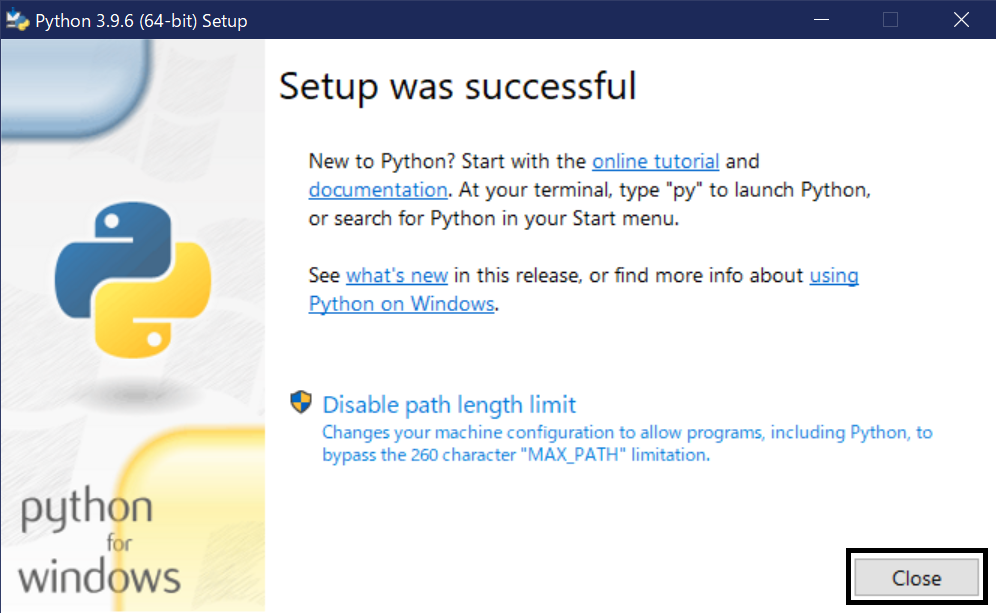 Python 3.9.6 (64-bit) Setup
Setup was successful
New to Python? Start with the online tutorial and
documentation. At your terminal, type "py" to launch Python,
or search for Python in your Start menu.
See what's new in this release, or find more info about using
Python on Windows.
Disable path length limit
Changes your machine configuration to allow programs, including Python, to
bypass the 260 character "MAX_PATH" limitation.
python
for
windows
Close